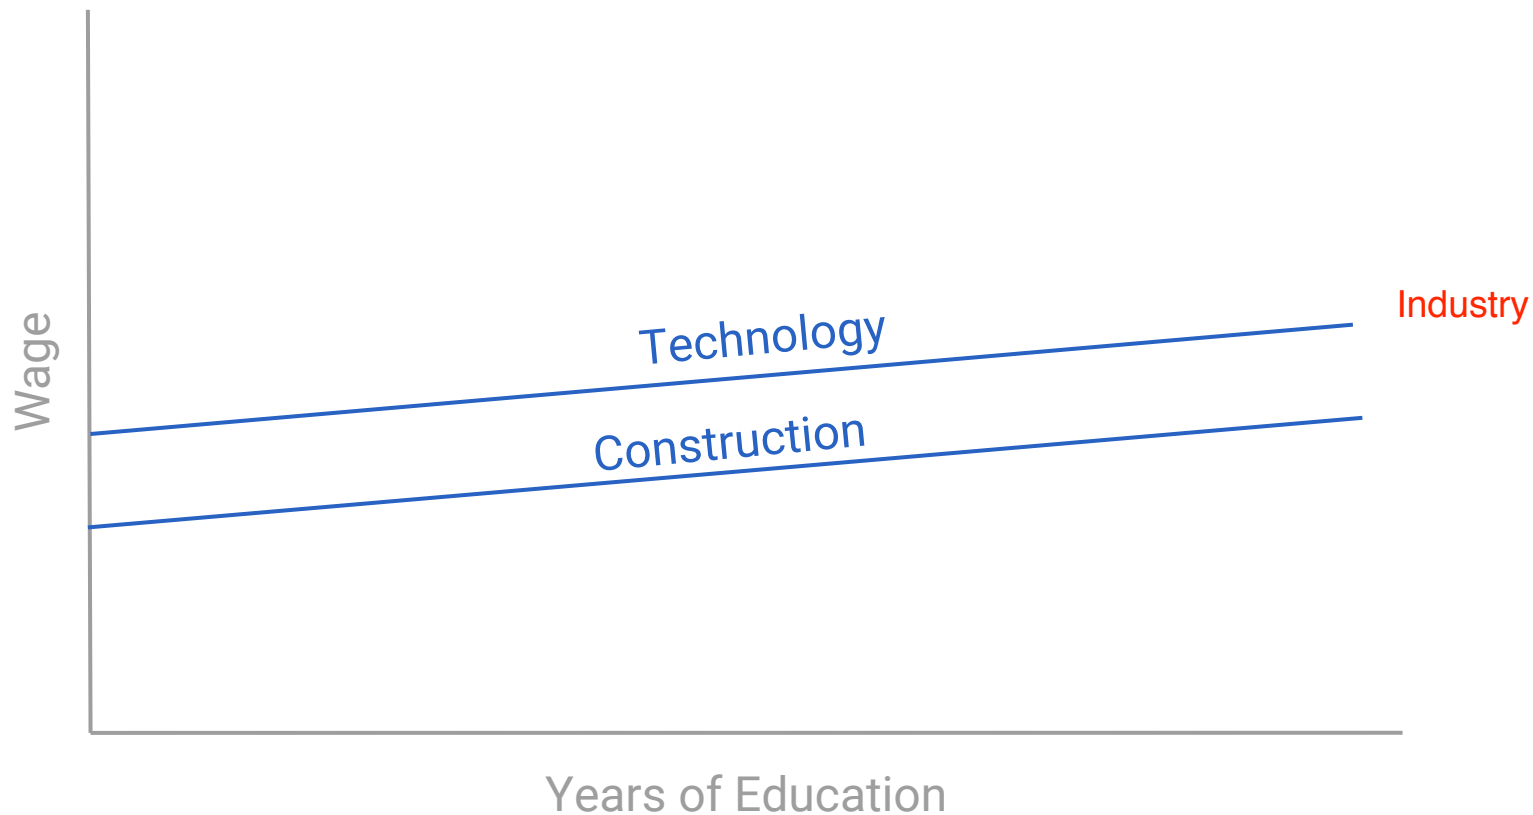 Industry
Technology
Wage
Construction
Years of Education